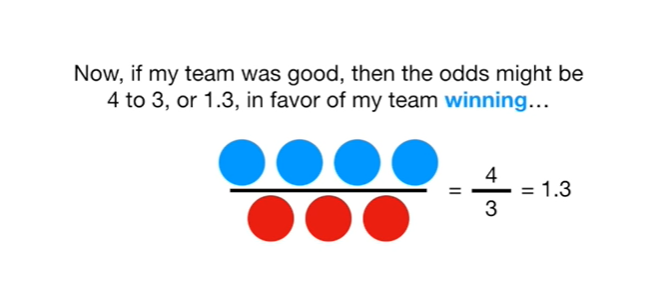 Now, if my team was good, then the odds might be
4 to 3, or 1.3, in favor of my team winning...
= 4/3 = 1.3